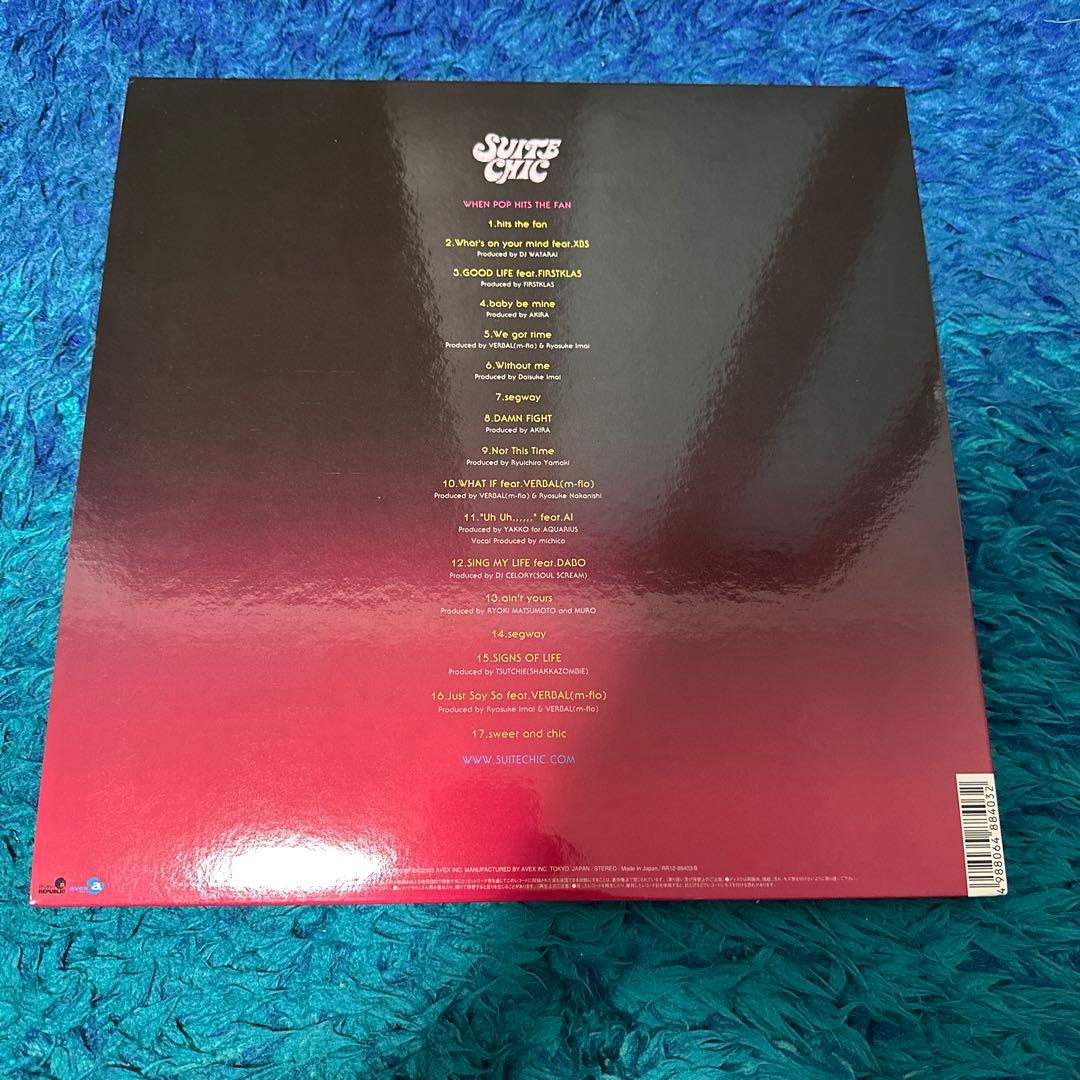 SUITE
CHIC
WHEN POP HITS THE FAN
1.hits the fan
2.What's on your mind feat.XBS
Produced by DJ WATARAI
3.GOOD LIFE feat.FIRSTKLAS
Produced by FIRSTKLAS
4.baby be mine
Produced by AKIRA
5.We got time
Produced by VERBAL(m-flo) & Ryosuke Imai
6.Without me
Produced by Daisuke Imai
7.segway
8.DAMN FIGHT
Produced by AKIRA
9.Not This Time
Produced by Ryuichiro Yamaki
10.WHAT IF feat.VERBAL(m-flo)
Produced by VERBAL(m-flo) & Ryosuke Nakanishi
11."Uh Uh,,,,,," feat.AI
Produced by YAKKO for AQUARIUS
Vocal Produced by michico
12.SING MY LIFE feat.DABO
Produced by DJ CELORY(SOUL SCREAM)
13.ain't yours
Produced by RYOKI MATSUMOTO and MURO
14.segway
15.SIGNS OF LIFE
Produced by TSUTCHIE(SHAKKAZOMBIE)
16.Just Say So feat.VERBAL(m-flo)
Produced by Ryosuke Imai & VERBAL(m-flo)
17.sweet and chic
WWW.SUITECHIC.COM
4 988064 884032
©2003 AVEX INC. MANUFACTURED BY AVEX INC. TOKYO, JAPAN / STEREO / Made in Japan / RR12-88403/B
REPUBLIC
avex